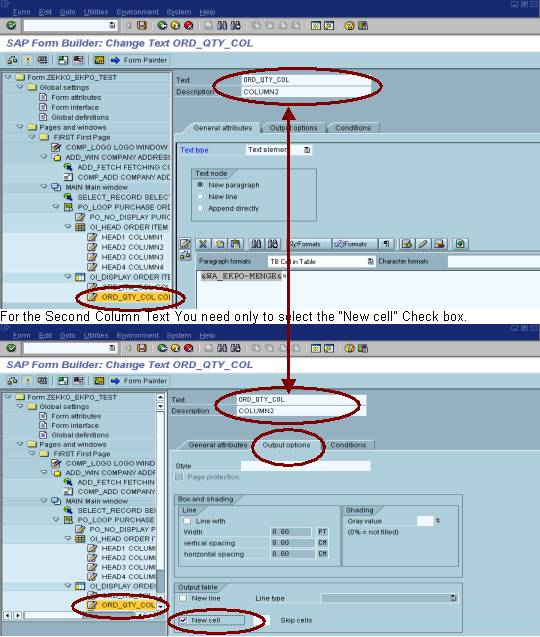 Form Edit Goto Utilities Environment System Help
SAP Form Builder: Change Text ORD_QTY_COL
Form Painter
Form ZEKKO_EKPO_TEST
Global settings
Form attributes
Form interface
Global definitions
Pages and windows
FIRST First Page
COMP_LOGO LOGO WINDOW
ADD_WIN COMPANY ADDRESS
ADD_FETCH FETCHING CO
COMP_ADD COMPANY ADD
MAIN Main window
SELECT_RECORD SELEC
PO_LOOP PURCHASE ORD
PO_NO_DISPLAY PURC
OI_HEAD ORDER ITEM
HEAD1 COLUMN1
HEAD2 COLUMN2
HEAD3 COLUMN3
HEAD4 COLUMN4
OI_DISPLAY ORDER ITE
ORD_QTY_COL COL
Text ORD_QTY_COL
Description COLUMN2
General attributes Output options Conditions
Text type Text element
Text node
New paragraph
New line
Append directly
Formats Formats
Paragraph formats TB Cell in Table Character formats
&WA_EKPO-MENGE&
For the Second Column Text You need only to select the "New cell" Check box.
Form Edit Goto Utilities Environment System Help
SAP Form Builder: Change Text ORD_QTY_COL
Form Painter
Form ZEKKO_EKPO_TEST
Global settings
Form attributes
Form interface
Global definitions
Pages and windows
FIRST First Page
COMP_LOGO LOGO WIND
ADD_WIN COMPANY ADDF
ADD_FETCH FETCHIN
COMP_ADD COMPANY
MAIN Main window
SELECT_RECORD SEL
PO_LOOP PURCHASE
PO_NO_DISPLAY P
OI_HEAD ORDER IT
HEAD1 COLUMI
HEAD2 COLUMI
HEAD3 COLUMI
HEAD4 COLUMI
OI_DISPLAY ORDEI
ORD_QTY_COL
Text ORD_QTY_COL
Description COLUMN2
General attributes Output options Conditions
Style
Page protection
Box and shading
Line
Line with
Width 0.00 PT
vertical spacing 0.00 CM
horizontal spacing 0.00 CM
Shading
Gray value %
(0% = not filled)
Output table
New line Line type
New cell Skip cells